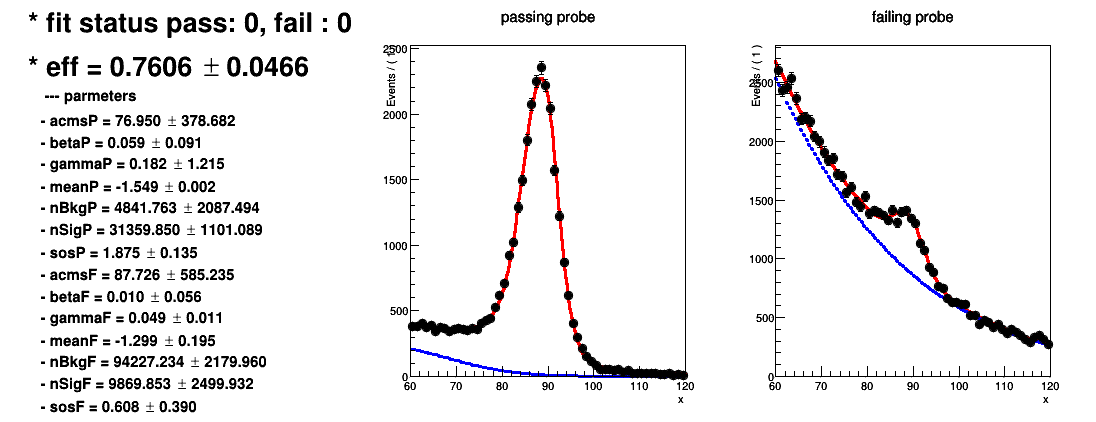 * fit status pass: 0, fail : 0
* eff = 0.7606 ± 0.0466
--- parmeters
- acmsP = 76.950 ± 378.682
- betaP = 0.059 ± 0.091
- gammaP = 0.182 ± 1.215
- meanP = -1.549 ± 0.002
- nBkgP = 4841.763 ± 2087.494
- nSigP = 31359.850 ± 1101.089
- sosP = 1.875 ± 0.135
- acmsF = 87.726 ± 585.235
- betaF = 0.010 ± 0.056
- gammaF = 0.049 ± 0.011
- meanF = -1.299 ± 0.195
- nBkgF = 94227.234 ± 2179.960
- nSigF = 9869.853 ± 2499.932
- sosF = 0.608 ± 0.390
passing probe
Events / ( 1 )
2500
2000
1500
1000
500
0
60 70 80 90 100 110 120
x
failing probe
Events / ( 1 )
2500
2000
1500
1000
500
0
60 70 80 90 100 110 120
x